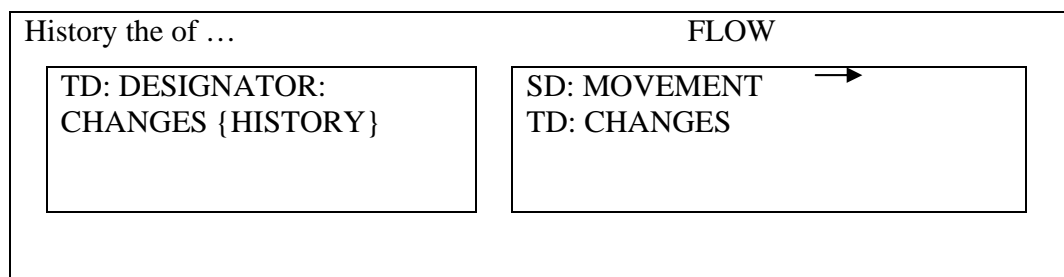 History the of … FLOW
TD: DESIGNATOR:
CHANGES {HISTORY}
SD: MOVEMENT
TD: CHANGES